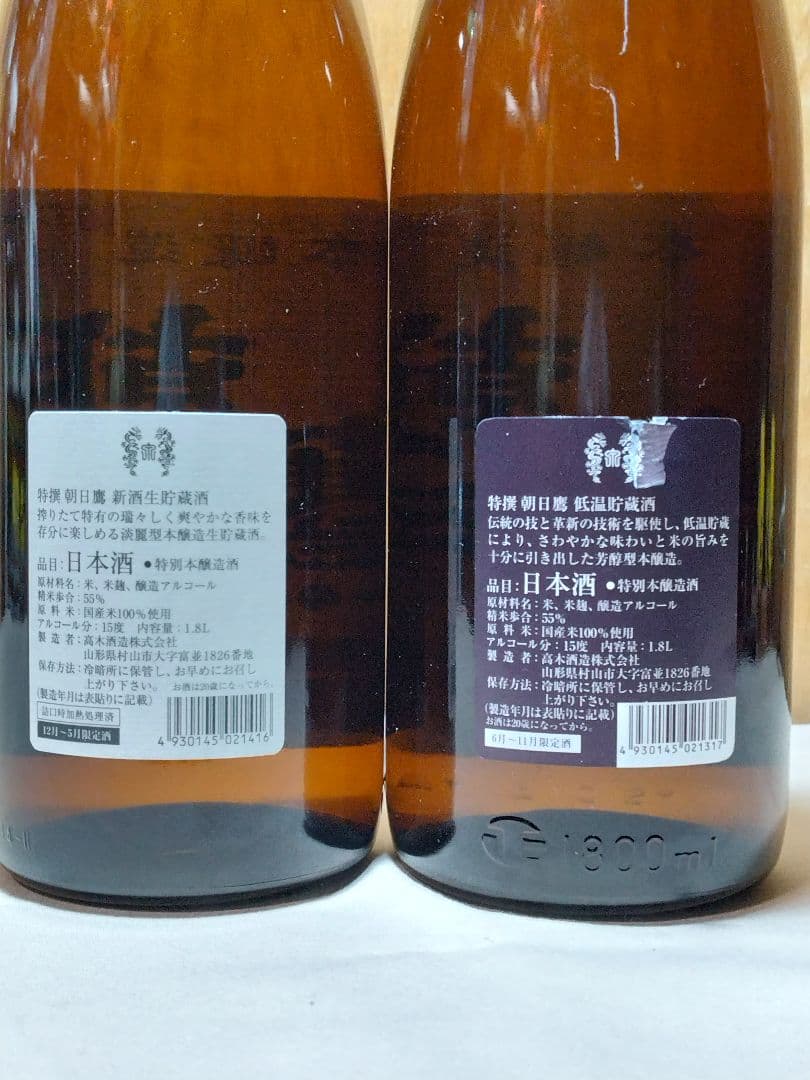 特撰 朝日鷹 新酒生貯蔵酒
搾りたて特有の瑞々しく爽やかな香味を
存分に楽しめる淡麗型本醸造生貯蔵酒。
品目:日本酒 ●特別本醸造酒
原材料名:米、米麹、醸造アルコール
精米歩合:55%
原料米:国産米100%使用
アルコール分:15度 内容量:1.8L
製造者:高木酒造株式会社
山形県村山市大字富並1826番地
保存方法:冷暗所に保管し、お早めにお召し
上がり下さい。 お酒は20歳になってから。
(製造年月は表貼りに記載)
詰口時加熱処理済
12月〜5月限定酒
4 930145 021416
特撰 朝日鷹 低温貯蔵酒
伝統の技と革新の技術を駆使し、低温貯蔵
により、さわやかな味わいと米の旨みを
十分に引き出した芳醇型本醸造。
品目:日本酒 ●特別本醸造酒
原材料名:米、米麹、醸造アルコール
精米歩合:55%
原料米:国産米100%使用
アルコール分:15度 内容量:1.8L
製造者:高木酒造株式会社
山形県村山市大字富並1826番地
保存方法:冷暗所に保管し、お早めにお召し
上がり下さい。
(製造年月は表貼りに記載)
お酒は20歳になってから。
6月〜11月限定酒
4 930145 021317
1800ml